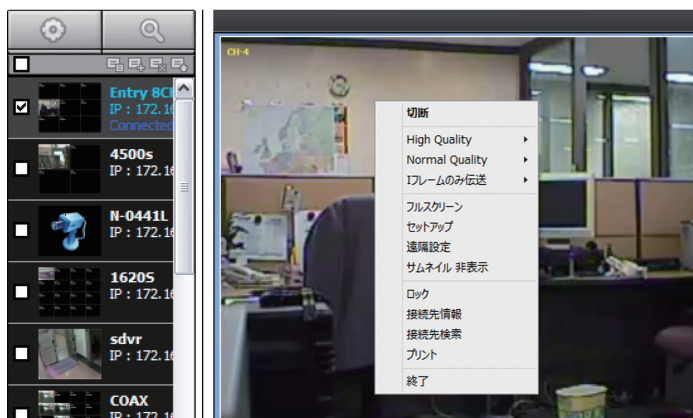 Entry 8C
IP : 172.16
Connected
4500s
IP : 172.16
N-0441L
IP : 172.16
1620S
IP : 172.16
sdvr
IP : 172.16
COAX
IP : 172.16
CH-4
切断
High Quality
Normal Quality
Iフレームのみ伝送
フルスクリーン
セットアップ
遠隔設定
サムネイル 非表示
ロック
接続先情報
接続先検索
プリント
終了